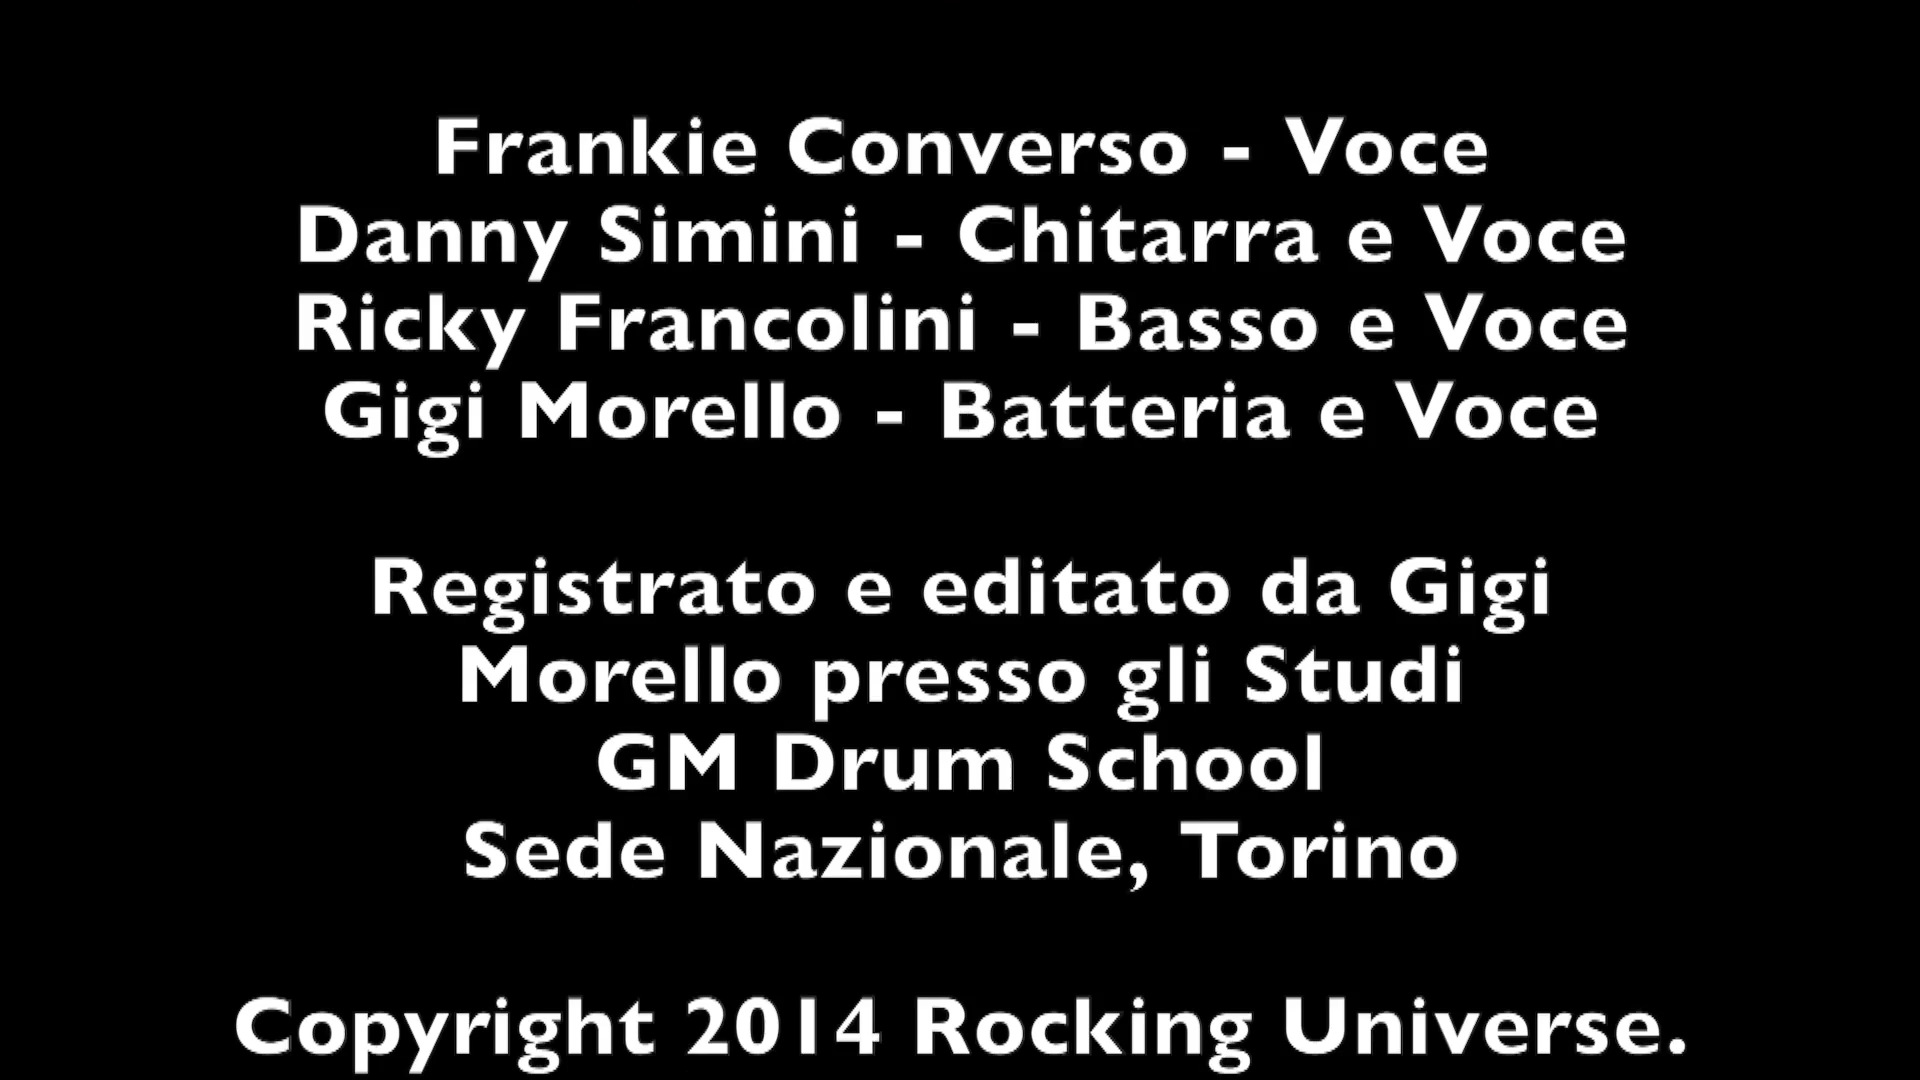 Frankie Converso - Voce
Danny Simini - Chitarra e Voce
Ricky Francolini - Basso e Voce
Gigi Morello - Batteria e Voce
Registrato e editato da Gigi
Morello presso gli Studi
GM Drum School
Sede Nazionale, Torino
Copyright 2014 Rocking Universe.